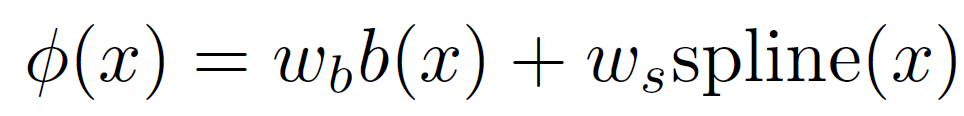 ϕ(x) = w_b b(x) + w_s spline(x)